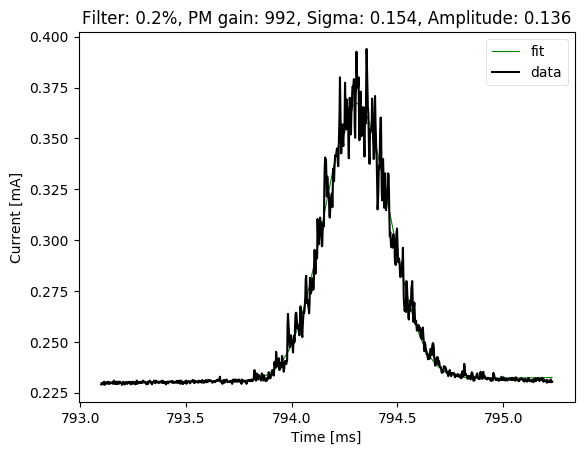 Filter: 0.2%, PM gain: 992, Sigma: 0.154, Amplitude: 0.136
fit
data
0.400
0.375
0.350
0.325
0.300
0.275
0.250
0.225
Current [mA]
793.0 793.5 794.0 794.5 795.0
Time [ms]